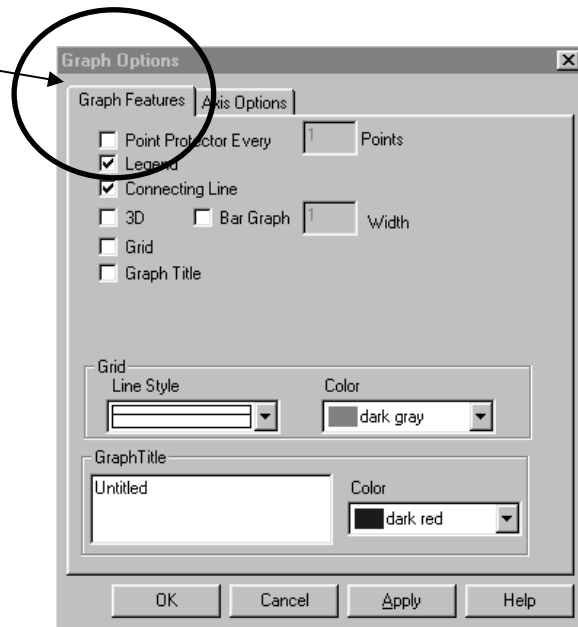 Graph Options
Graph Features Axis Options
Point Protector Every 1 Points
Legend
Connecting Line
3D Bar Graph 1 Width
Grid
Graph Title
Grid
Line Style Color
dark gray
GraphTitle
Untitled Color
dark red
OK Cancel Apply Help